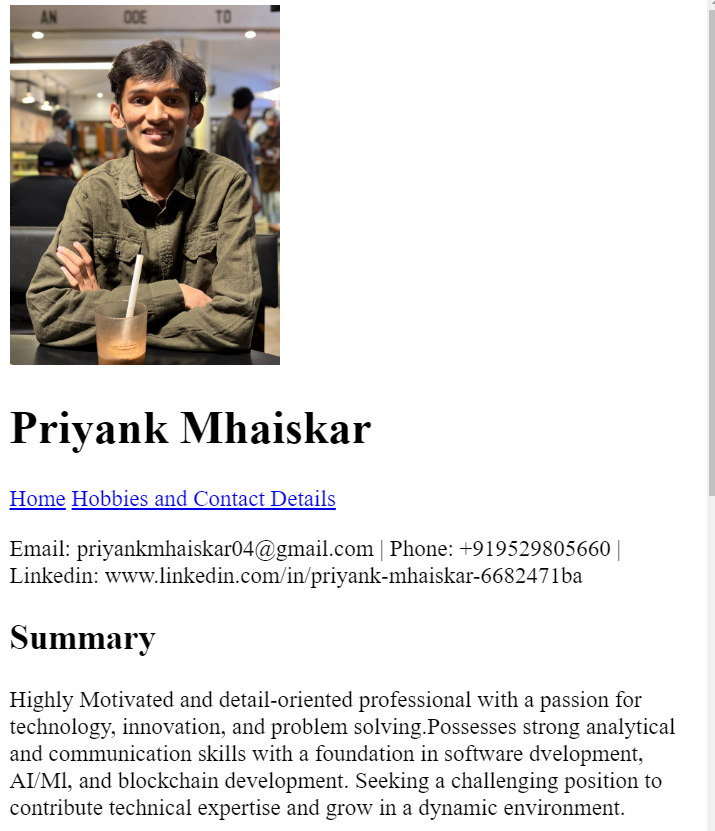 AN ODE TO
Priyank Mhaiskar
Home Hobbies and Contact Details
Email: priyankmhaiskar04@gmail.com | Phone: +919529805660 |
Linkedin: www.linkedin.com/in/priyank-mhaiskar-6682471ba
Summary
Highly Motivated and detail-oriented professional with a passion for
technology, innovation, and problem solving.Possesses strong analytical
and communication skills with a foundation in software dvelopment,
AI/Ml, and blockchain development. Seeking a challenging position to
contribute technical expertise and grow in a dynamic environment.